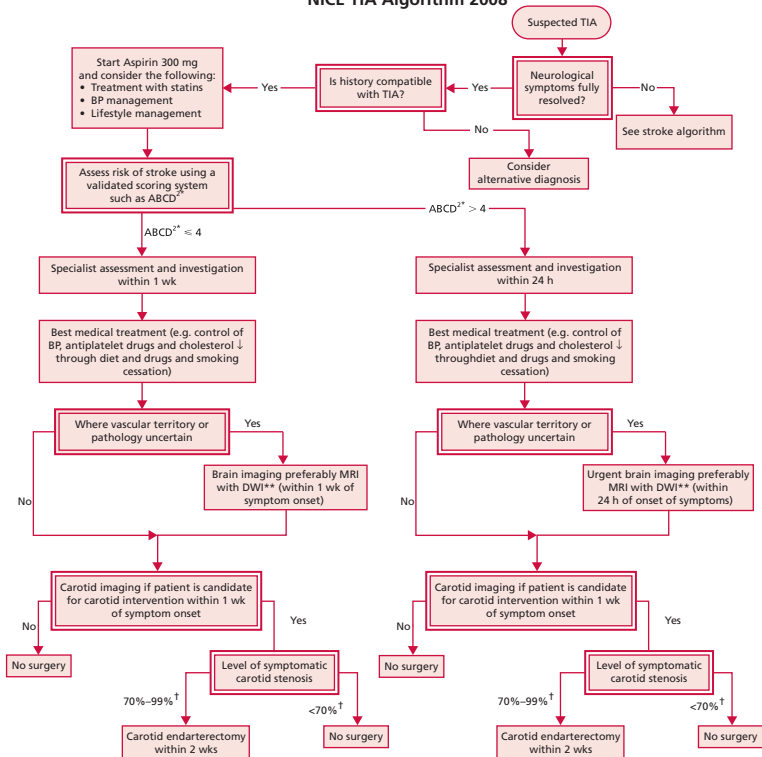 NICE TIA Algorithm 2008
Suspected TIA
Neurological
symptoms fully
resolved?
No
See stroke algorithm
Yes
Is history compatible
with TIA?
No
Consider
alternative diagnosis
Yes
Start Aspirin 300 mg
and consider the following:
• Treatment with statins
• BP management
• Lifestyle management
Assess risk of stroke using a
validated scoring system
such as ABCD²*
ABCD²* ≤ 4
Specialist assessment and investigation
within 1 wk
Best medical treatment (e.g. control of
BP, antiplatelet drugs and cholesterol ↓
through diet and drugs and smoking
cessation)
Where vascular territory or
pathology uncertain
Yes
Brain imaging preferably MRI
with DWI** (within 1 wk of
symptom onset)
No
Carotid imaging if patient is candidate
for carotid intervention within 1 wk
of symptom onset
No
No surgery
Yes
Level of symptomatic
carotid stenosis
70%–99%†
Carotid endarterectomy
within 2 wks
<70%†
No surgery
ABCD²* > 4
Specialist assessment and investigation
within 24 h
Best medical treatment (e.g. control of
BP, antiplatelet drugs and cholesterol ↓
throughdiet and drugs and smoking
cessation)
Where vascular territory or
pathology uncertain
Yes
Urgent brain imaging preferably
MRI with DWI** (within
24 h of onset of symptoms)
No
Carotid imaging if patient is candidate
for carotid intervention within 1 wk
of symptom onset
No
No surgery
Yes
Level of symptomatic
carotid stenosis
70%–99%†
Carotid endarterectomy
within 2 wks
<70%†
No surgery